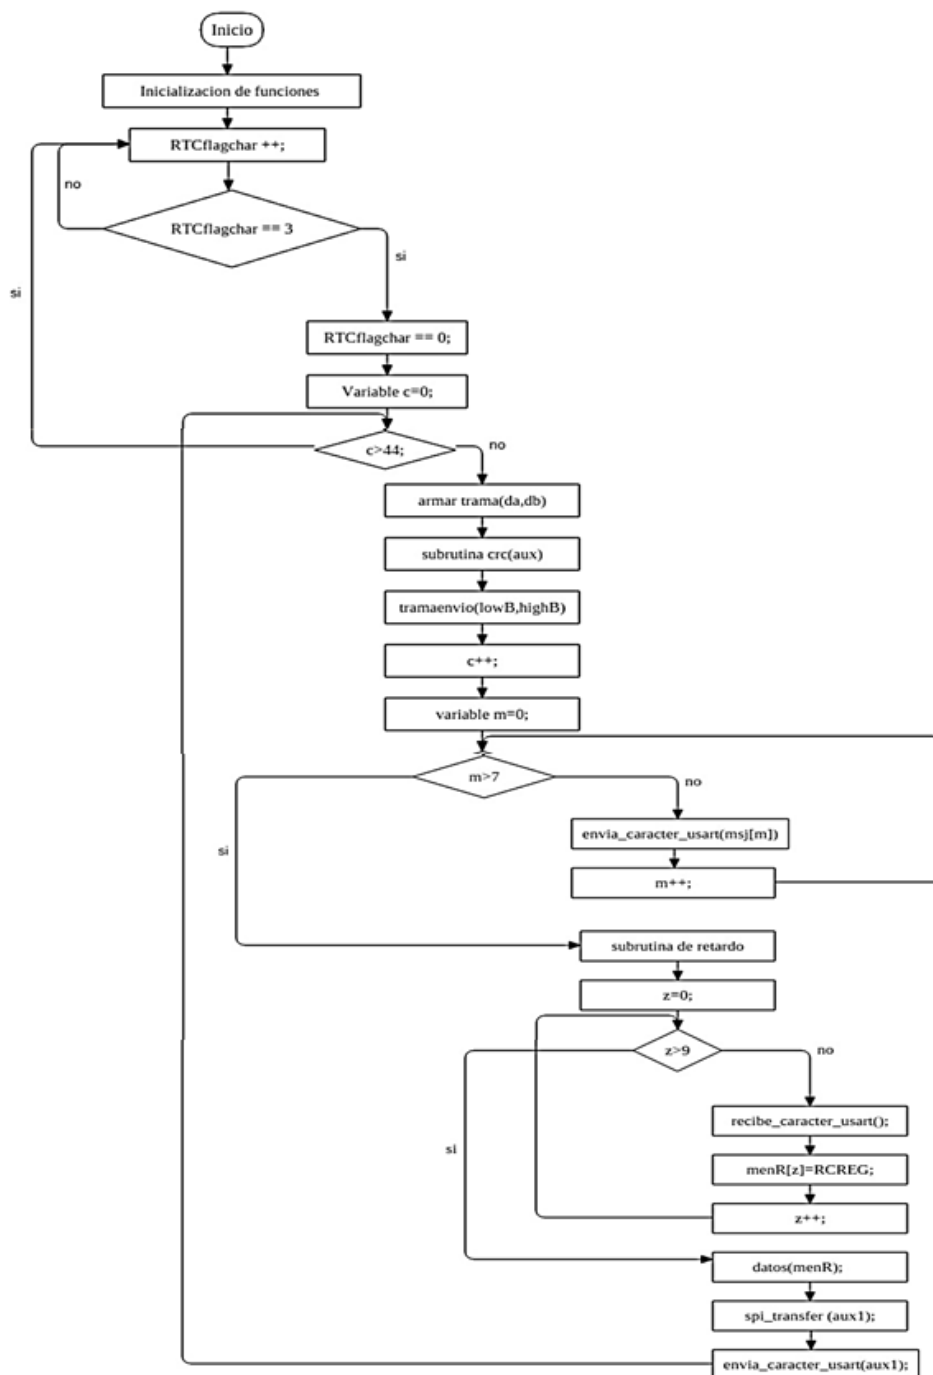 Inicio
Inicializacion de funciones
RTCflagchar ++;
no
RTCflagchar == 3
si
si
RTCflagchar == 0;
Variable c=0;
c>44;
no
armar trama(da,db)
subrutina crc(aux)
tramaenvio(lowB,highB)
c++;
variable m=0;
m>7
no
envia_caracter_usart(msj[m])
si
m++;
subrutina de retardo
z=0;
z>9
no
recibe_caracter_usart();
si
menR[z]=RCREG;
z++;
datos(menR);
spi_transfer (aux1);
envia_caracter_usart(aux1);